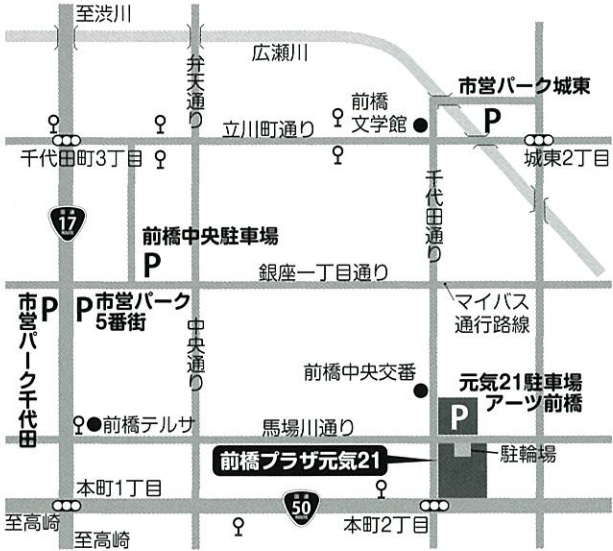 至渋川
弁天通り
広瀬川
市営パーク城東
P
前橋
文学館
立川町通り
千代田町3丁目
城東2丁目
国道
17
ROUTE
千代田通り
前橋中央駐車場
P
銀座一丁目通り
マイバス
通行路線
市営パーク千代田
P
P
市営パーク
5番街
中央通り
前橋中央交番
元気21駐車場
アーツ前橋
P
前橋テルサ
馬場川通り
前橋プラザ元気21
駐輪場
本町1丁目
国道
50
ROUTE
本町2丁目
至高崎
至高崎